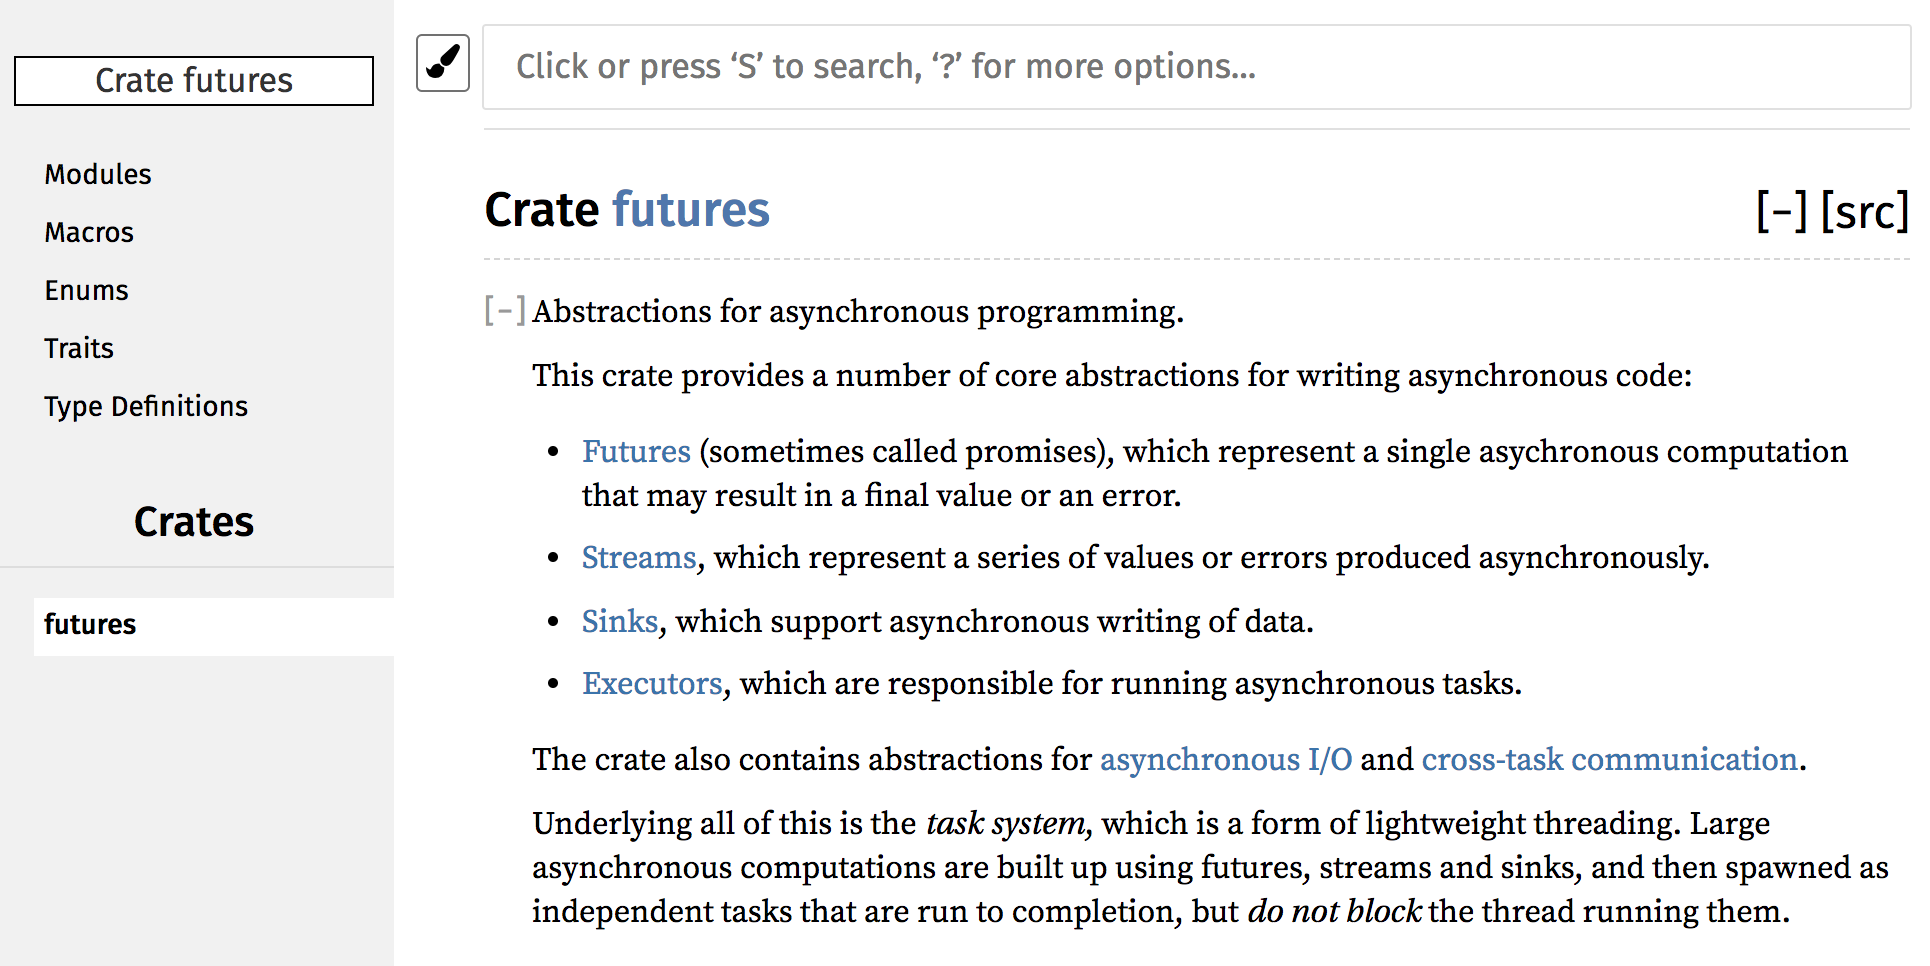 Crate futures
Modules
Macros
Enums
Traits
Type Definitions
Crates
futures
Click or press ‘S’ to search, ‘?’ for more options...
Crate futures
[-] [src]
[-] Abstractions for asynchronous programming.
This crate provides a number of core abstractions for writing asynchronous code:
• Futures (sometimes called promises), which represent a single asychronous computation
that may result in a final value or an error.
• Streams, which represent a series of values or errors produced asynchronously.
• Sinks, which support asynchronous writing of data.
• Executors, which are responsible for running asynchronous tasks.
The crate also contains abstractions for asynchronous I/O and cross-task communication.
Underlying all of this is the task system, which is a form of lightweight threading. Large
asynchronous computations are built up using futures, streams and sinks, and then spawned as
independent tasks that are run to completion, but do not block the thread running them.